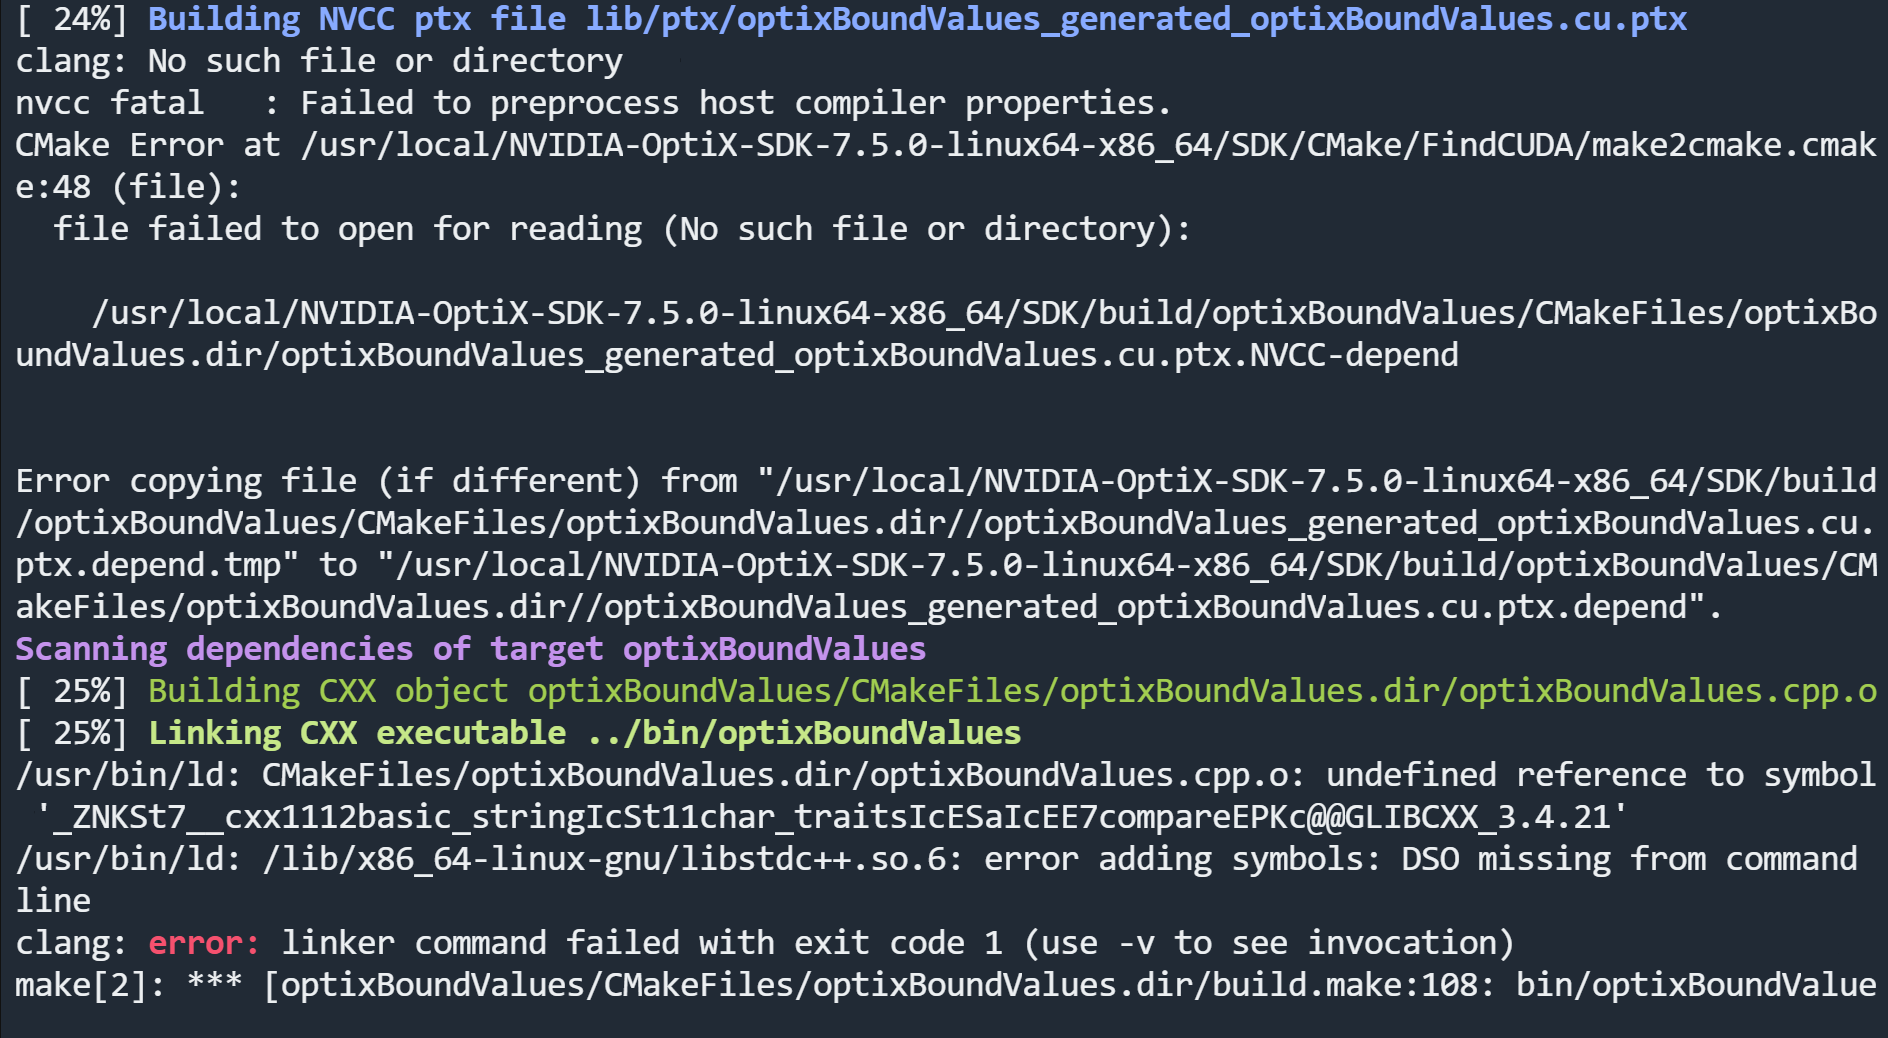 [ 24%] Building NVCC ptx file lib/ptx/optixBoundValues_generated_optixBoundValues.cu.ptx
clang: No such file or directory
nvcc fatal   : Failed to preprocess host compiler properties.
CMake Error at /usr/local/NVIDIA-OptiX-SDK-7.5.0-linux64-x86_64/SDK/CMake/FindCUDA/make2cmake.cmak
e:48 (file):
  file failed to open for reading (No such file or directory):
    /usr/local/NVIDIA-OptiX-SDK-7.5.0-linux64-x86_64/SDK/build/optixBoundValues/CMakeFiles/optixBo
undValues.dir/optixBoundValues_generated_optixBoundValues.cu.ptx.NVCC-depend
Error copying file (if different) from "/usr/local/NVIDIA-OptiX-SDK-7.5.0-linux64-x86_64/SDK/build
/optixBoundValues/CMakeFiles/optixBoundValues.dir//optixBoundValues_generated_optixBoundValues.cu.
ptx.depend.tmp" to "/usr/local/NVIDIA-OptiX-SDK-7.5.0-linux64-x86_64/SDK/build/optixBoundValues/CM
akeFiles/optixBoundValues.dir//optixBoundValues_generated_optixBoundValues.cu.ptx.depend".
Scanning dependencies of target optixBoundValues
[ 25%] Building CXX object optixBoundValues/CMakeFiles/optixBoundValues.dir/optixBoundValues.cpp.o
[ 25%] Linking CXX executable ../bin/optixBoundValues
/usr/bin/ld: CMakeFiles/optixBoundValues.dir/optixBoundValues.cpp.o: undefined reference to symbol
 '_ZNKSt7__cxx1112basic_stringIcSt11char_traitsIcESaIcEE7compareEPKc@@GLIBCXX_3.4.21'
/usr/bin/ld: /lib/x86_64-linux-gnu/libstdc++.so.6: error adding symbols: DSO missing from command
line
clang: error: linker command failed with exit code 1 (use -v to see invocation)
make[2]: *** [optixBoundValues/CMakeFiles/optixBoundValues.dir/build.make:108: bin/optixBoundValue